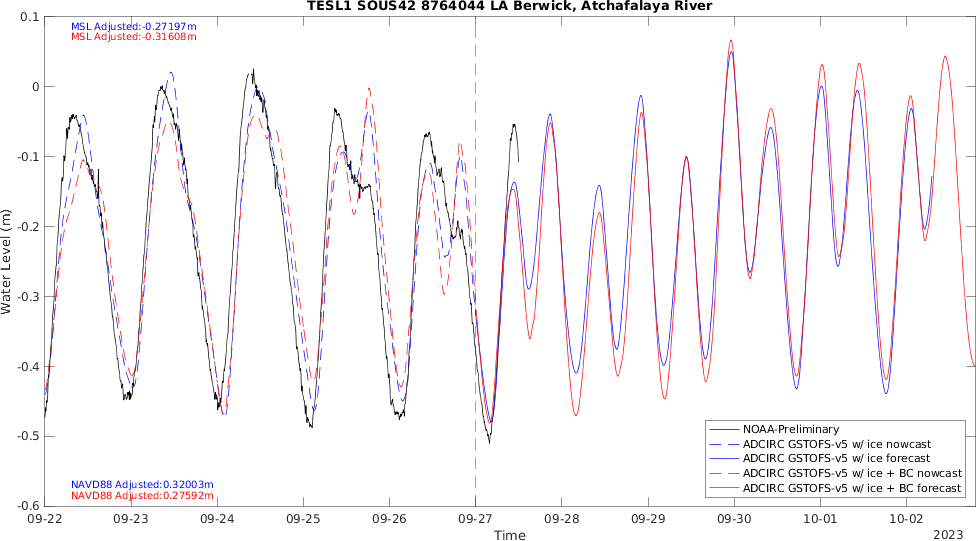 TESL1 SOUS42 8764044 LA Berwick, Atchafalaya River
MSL Adjusted:-0.27197m
MSL Adjusted:-0.31608m
0.1
0
-0.1
-0.2
-0.3
-0.4
-0.5
-0.6
Water Level (m)
NOAA-Preliminary
ADCIRC GSTOFS-v5 w/ ice nowcast
ADCIRC GSTOFS-v5 w/ ice forecast
ADCIRC GSTOFS-v5 w/ ice + BC nowcast
ADCIRC GSTOFS-v5 w/ ice + BC forecast
NAVD88 Adjusted:0.32003m
NAVD88 Adjusted:0.27592m
09-22 09-23 09-24 09-25 09-26 09-27 09-28 09-29 09-30 10-01 10-02
Time
2023